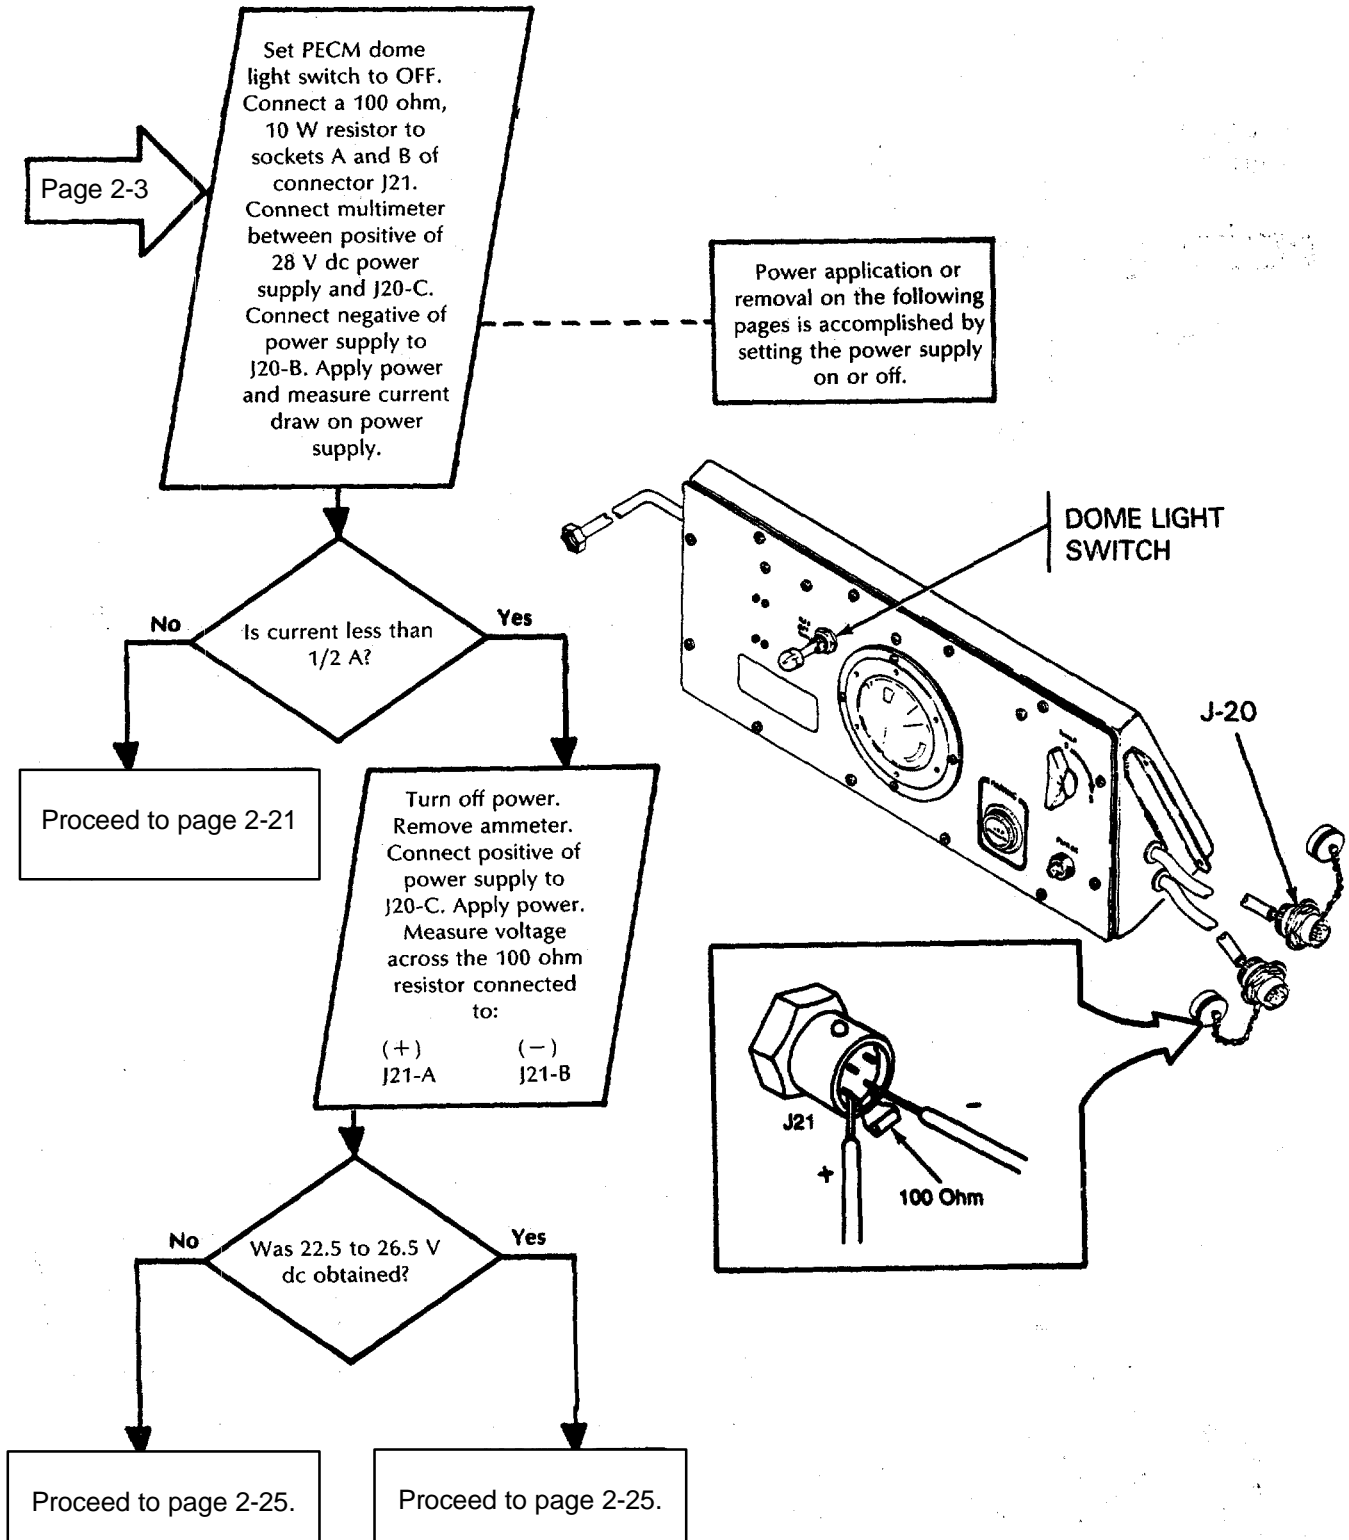 Set PECM dome
light switch to OFF.
Connect a 100 ohm,
10 W resistor to
sockets A and B of
connector J21.
Connect multimeter
between positive of
28 V dc power
supply and J20-C.
Connect negative of
power supply to
J20-B. Apply power
and measure current
draw on power
supply.
Page 2-3
Power application or
removal on the following
pages is accomplished by
setting the power supply
on or off.
DOME LIGHT
SWITCH
J-20
No
Is current less than
1/2 A?
Yes
Proceed to page 2-21
Turn off power.
Remove ammeter.
Connect positive of
power supply to
J20-C. Apply power.
Measure voltage
across the 100 ohm
resistor connected
to:
(+) (−)
J21-A J21-B
J21
+
−
100 Ohm
No
Was 22.5 to 26.5 V
dc obtained?
Yes
Proceed to page 2-25.
Proceed to page 2-25.